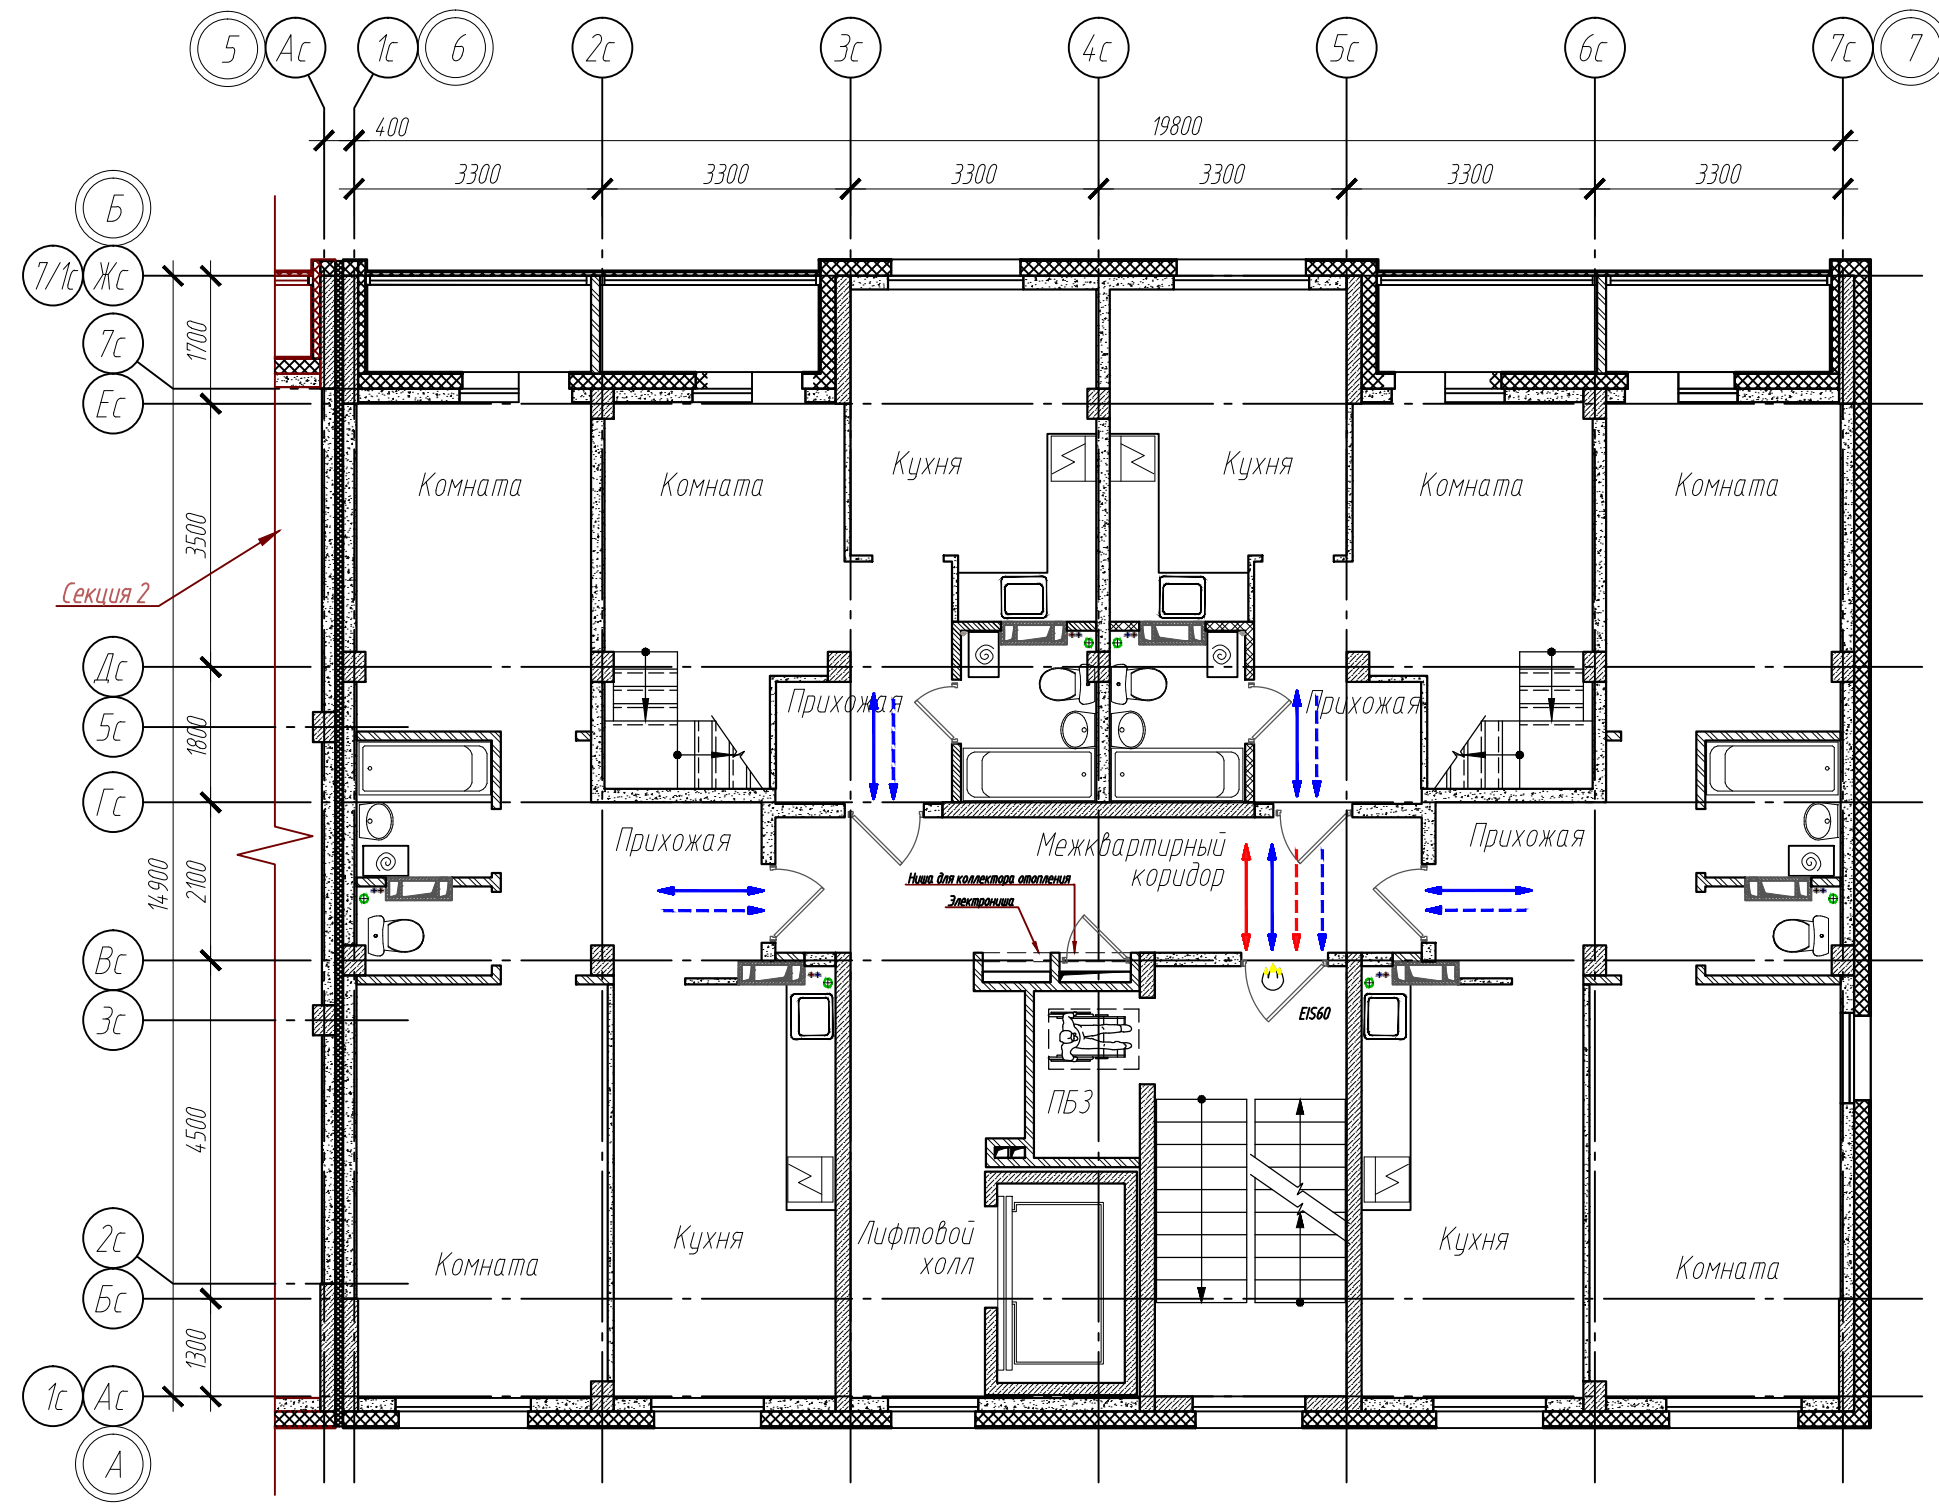 5 Ас 1с 6 2с 3с 4с 5с 6с 7с 7
400 19800
3300 3300 3300 3300 3300 3300
Б
7/1с Жс
7с
1700
Ес
Кухня Кухня
Комната Комната Комната Комната
3500
Секция 2
Дс
Прихожая Прихожая
5с
1800
Гс
Прихожая Межквартирный Прихожая
коридор
Ниша для коллектора отопления
Электрониша
14900
2100
Вс
3с
EIS60
ПБЗ
4500
2с
Кухня Лифтовой Кухня
холл
Комната Комната
Бс
1300
1с Ас
А